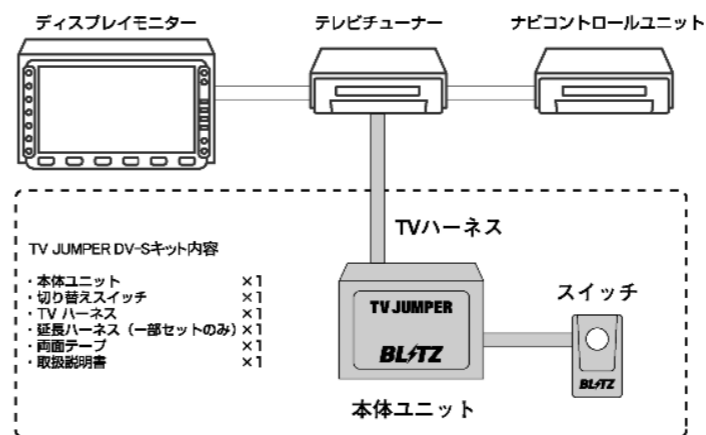 ディスプレイモニター
テレビチューナー
ナビコントロールユニット
TVハーネス
TV JUMPER DV-Sキット内容
・本体ユニット ×1
・切り替えスイッチ ×1
・TV ハーネス ×1
・延長ハーネス（一部セットのみ）×1
・両面テープ ×1
・取扱説明書 ×1
TV JUMPER
BLITZ
本体ユニット
スイッチ
BLITZ